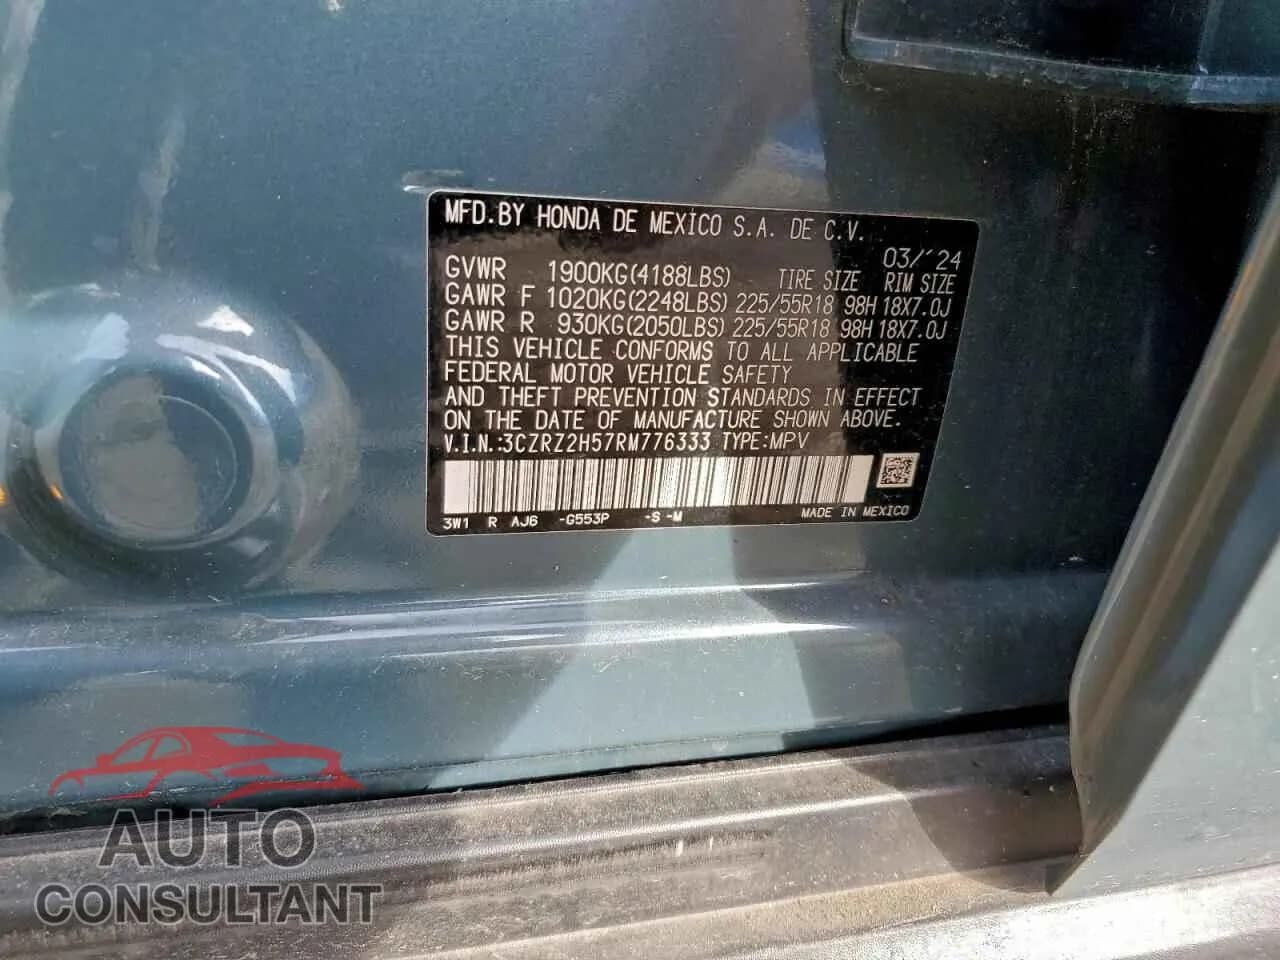 MFD.BY HONDA DE MEXÍCO S.A. DE C.V.
03/´24
GVWR 1900KG(4188LBS) TIRE SIZE RIM SIZE
GAWR F 1020KG(2248LBS) 225/55R18 98H 18X7.0J
GAWR R 930KG(2050LBS) 225/55R18 98H 18X7.0J
THIS VEHICLE CONFORMS TO ALL APPLICABLE
FEDERAL MOTOR VEHICLE SAFETY
AND THEFT PREVENTION STANDARDS IN EFFECT
ON THE DATE OF MANUFACTURE SHOWN ABOVE.
V.I.N.:3CZRZ2H57RM776333 TYPE:MPV
3W1 R AJ6 -G553P -S -M MADE IN MEXICO
AUTO
CONSULTANT